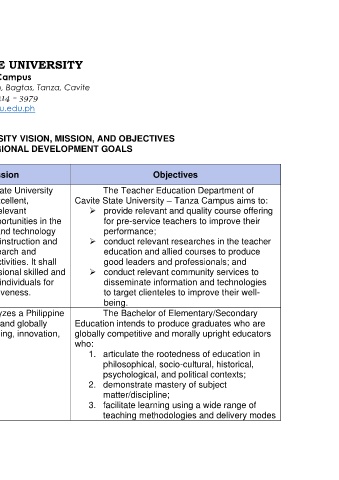 E UNIVERSITY
Campus
, Bagtas, Tanza, Cavite
414 - 3979
u.edu.ph
SITY VISION, MISSION, AND OBJECTIVES
GIONAL DEVELOPMENT GOALS
ssion
ate University
xcellent,
elevant
portunities in the
and technology
instruction and
earch and
ctivities. It shall
sional skilled and
individuals for
iveness.
Objectives
The Teacher Education Department of
Cavite State University – Tanza Campus aims to:
➢ provide relevant and quality course offering
for pre-service teachers to improve their
performance;
➢ conduct relevant researches in the teacher
education and allied courses to produce
good leaders and professionals; and
➢ conduct relevant community services to
disseminate information and technologies
to target clienteles to improve their well-
being.
yzes a Philippine
and globally
ing, innovation,
The Bachelor of Elementary/Secondary
Education intends to produce graduates who are
globally competitive and morally upright educators
who:
1. articulate the rootedness of education in
philosophical, socio-cultural, historical,
psychological, and political contexts;
2. demonstrate mastery of subject
matter/discipline;
3. facilitate learning using a wide range of
teaching methodologies and delivery modes